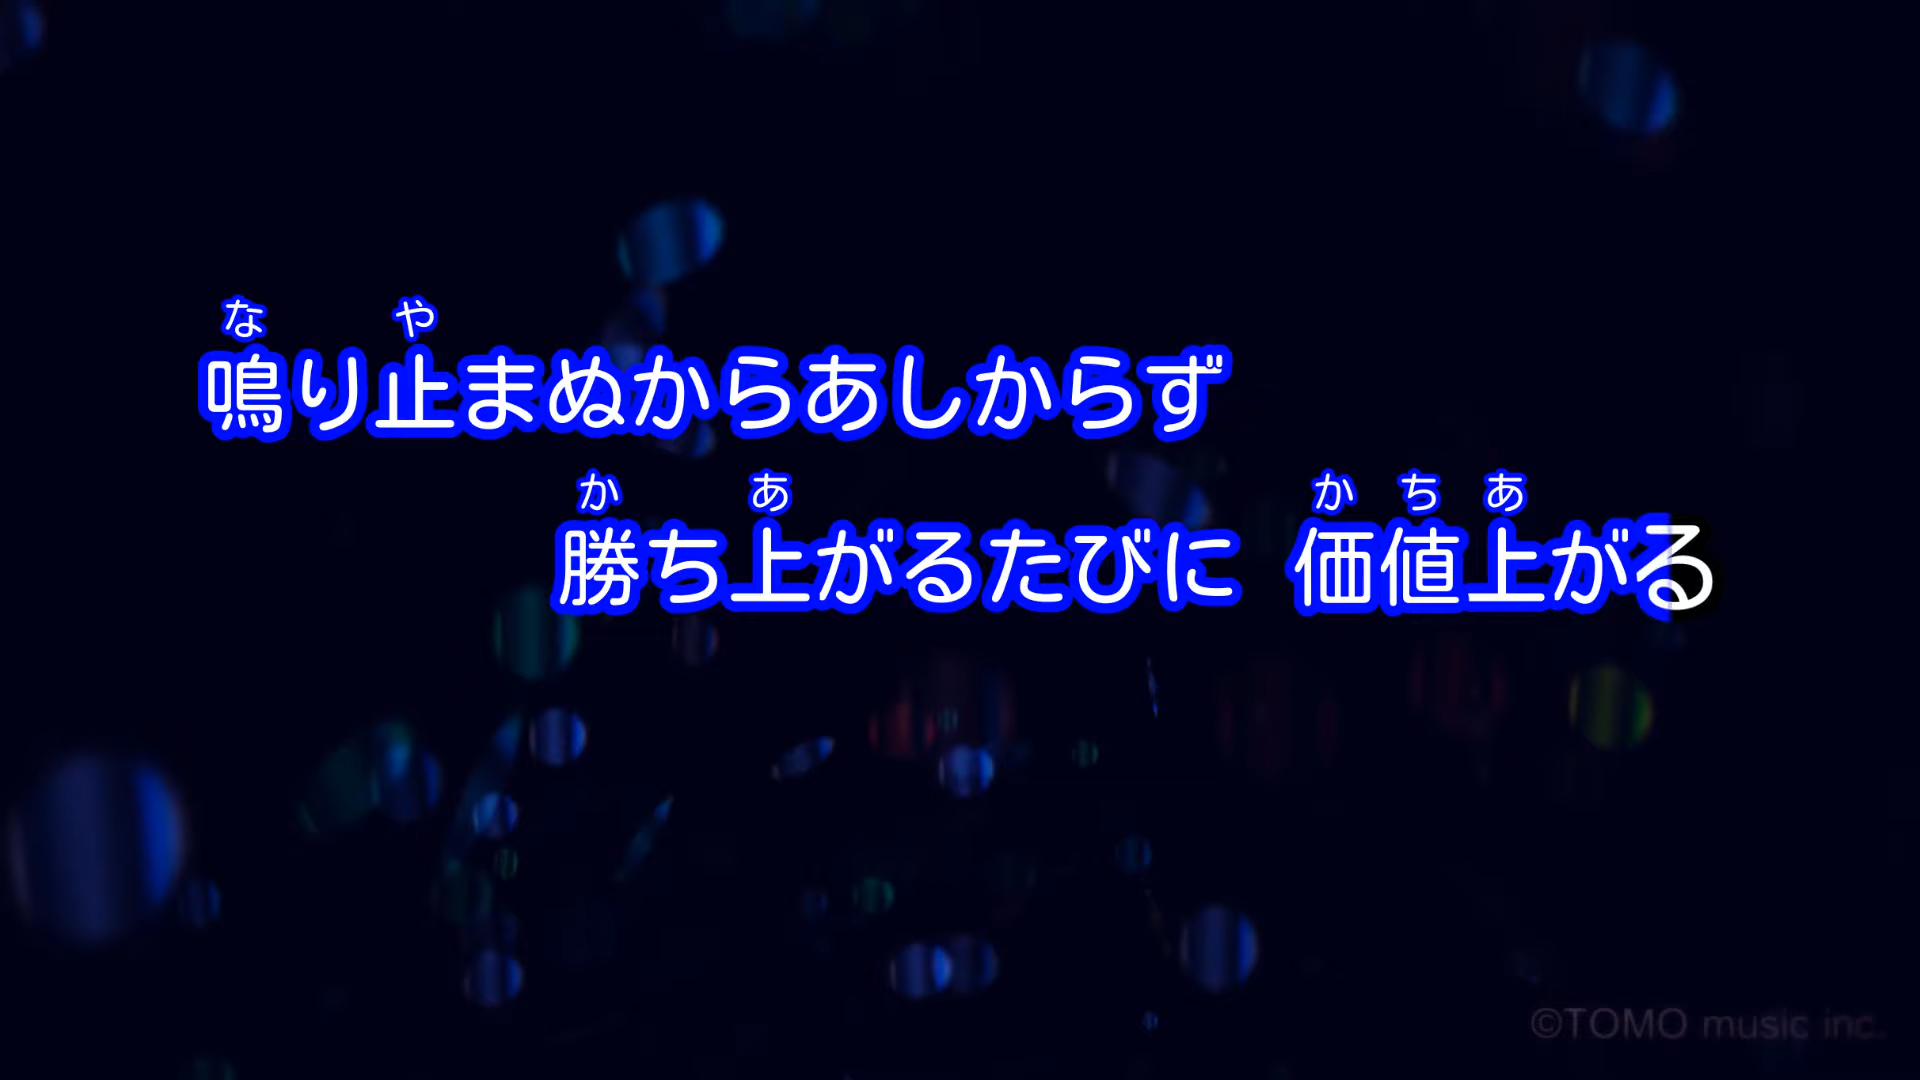 な や
鳴り止まぬからあしからず
か あ か ち あ
勝ち上がるたびに 価値上がる
©TOMO music inc.